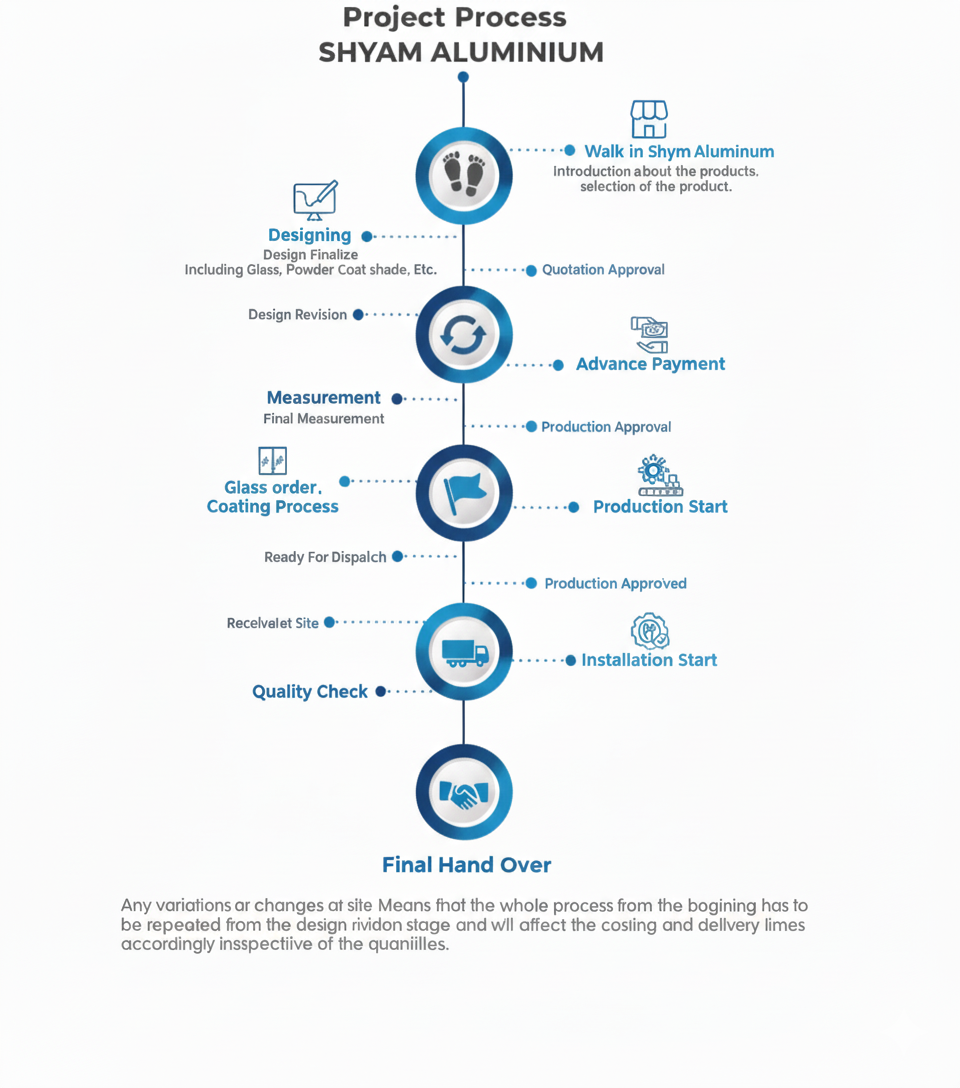 Project Process
SHYAM ALUMINIUM
Walk in Shym Aluminum
Introduction about the products.
selection of the product.
Designing
Design Finalize
Including Glass, Powder Coat shade, Etc.
Quotation Approval
Design Revision
Advance Payment
Measurement
Final Measurement
Production Approval
Glass order.
Coating Process
Production Start
Ready For Dispalch
Production Approved
Recelvalet Site
Installation Start
Quality Check
Final Hand Over
Any variations ar changes at site Means fhot the whole process from the bogining has to
be repeated from the design rividon stage and wll affect the cosling and dellvery limes
accordingly insspectiive of the quaniilles.